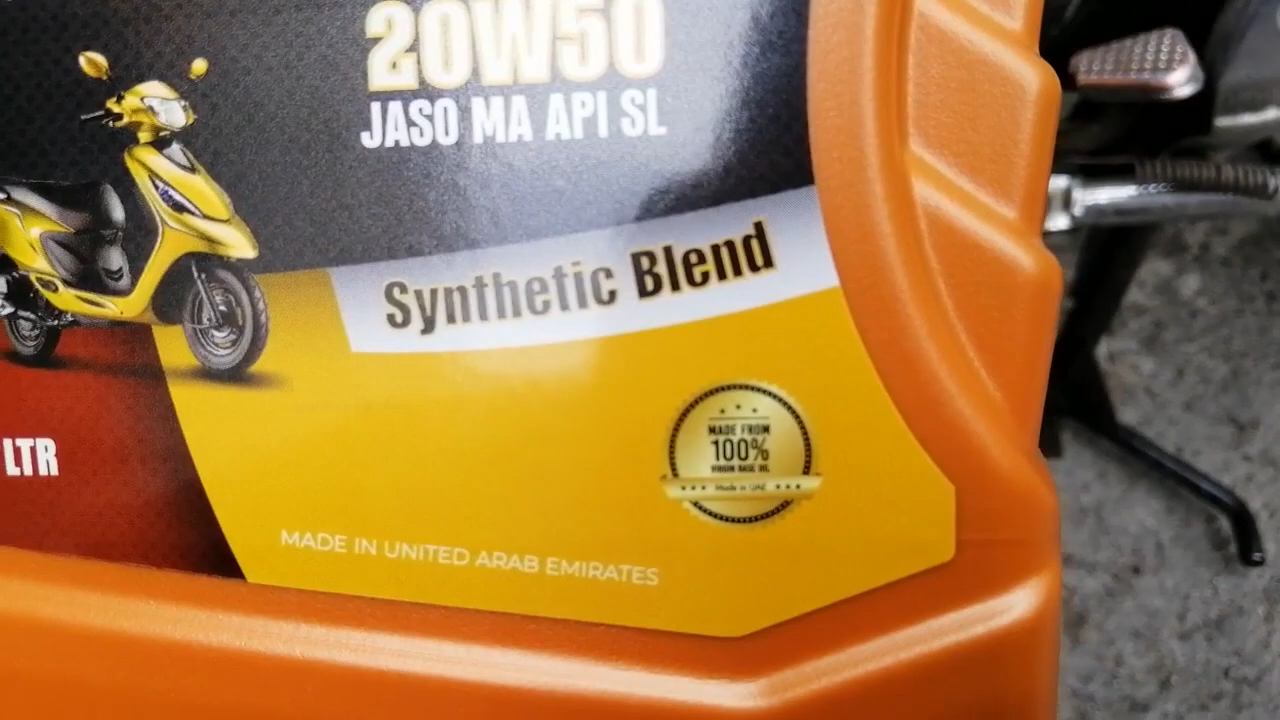 20W50
JASO MA API SL
Synthetic Blend
LTR
MADE FROM
100%
VIRGIN BASE OIL
Made in UAE
MADE IN UNITED ARAB EMIRATES